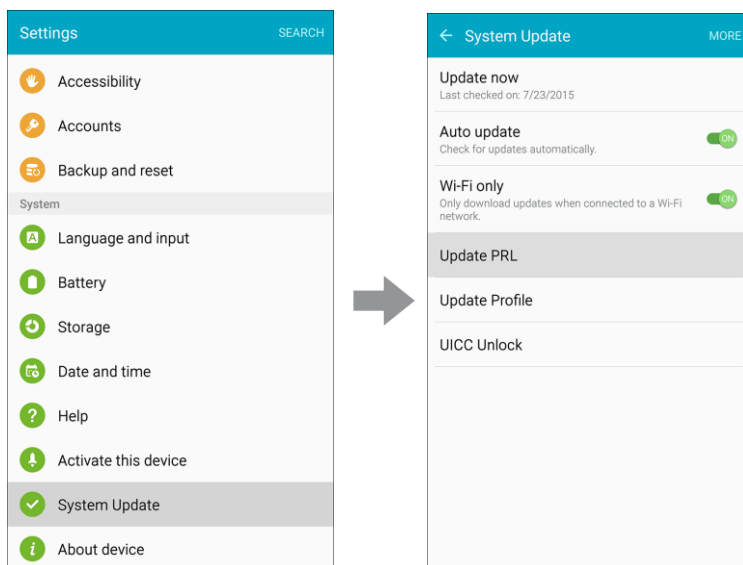 Settings
SEARCH
Accessibility
Accounts
Backup and reset
System
A
Language and input
Battery
Storage
Date and time
?
Help
Activate this device
System Update
i
About device
System Update
MORE
Update now
Last checked on: 7/23/2015
Auto update
Check for updates automatically.
ON
Wi-Fi only
Only download updates when connected to a Wi-Fi
network.
ON
Update PRL
Update Profile
UICC Unlock